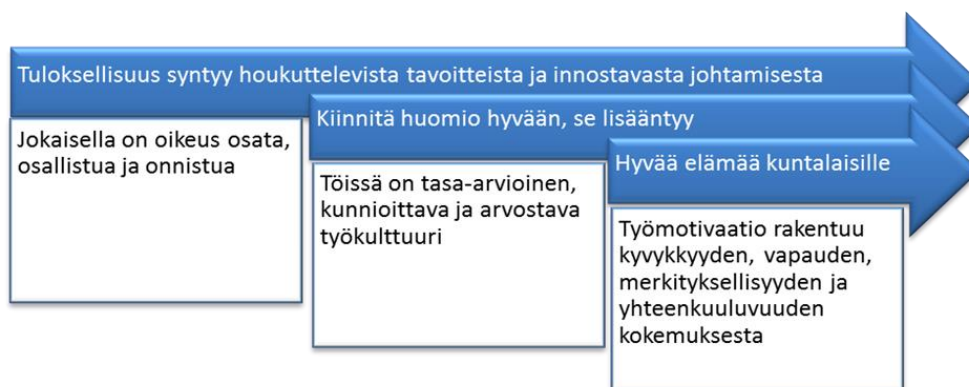 Tuloksellisuus syntyy houkuttelevista tavoitteista ja innostavasta johtamisesta
Jokaisella on oikeus osata,
osallistua ja onnistua
Kiinnitä huomio hyvään, se lisääntyy
Töissä on tasa-arvioinen,
kunnioittava ja arvostava
työkulttuuri
Hyvää elämää kuntalaisille
Työmotivaatio rakentuu
kyvykkyyden, vapauden,
merkityksellisyyden ja
yhteenkuuluvuuden
kokemuksesta